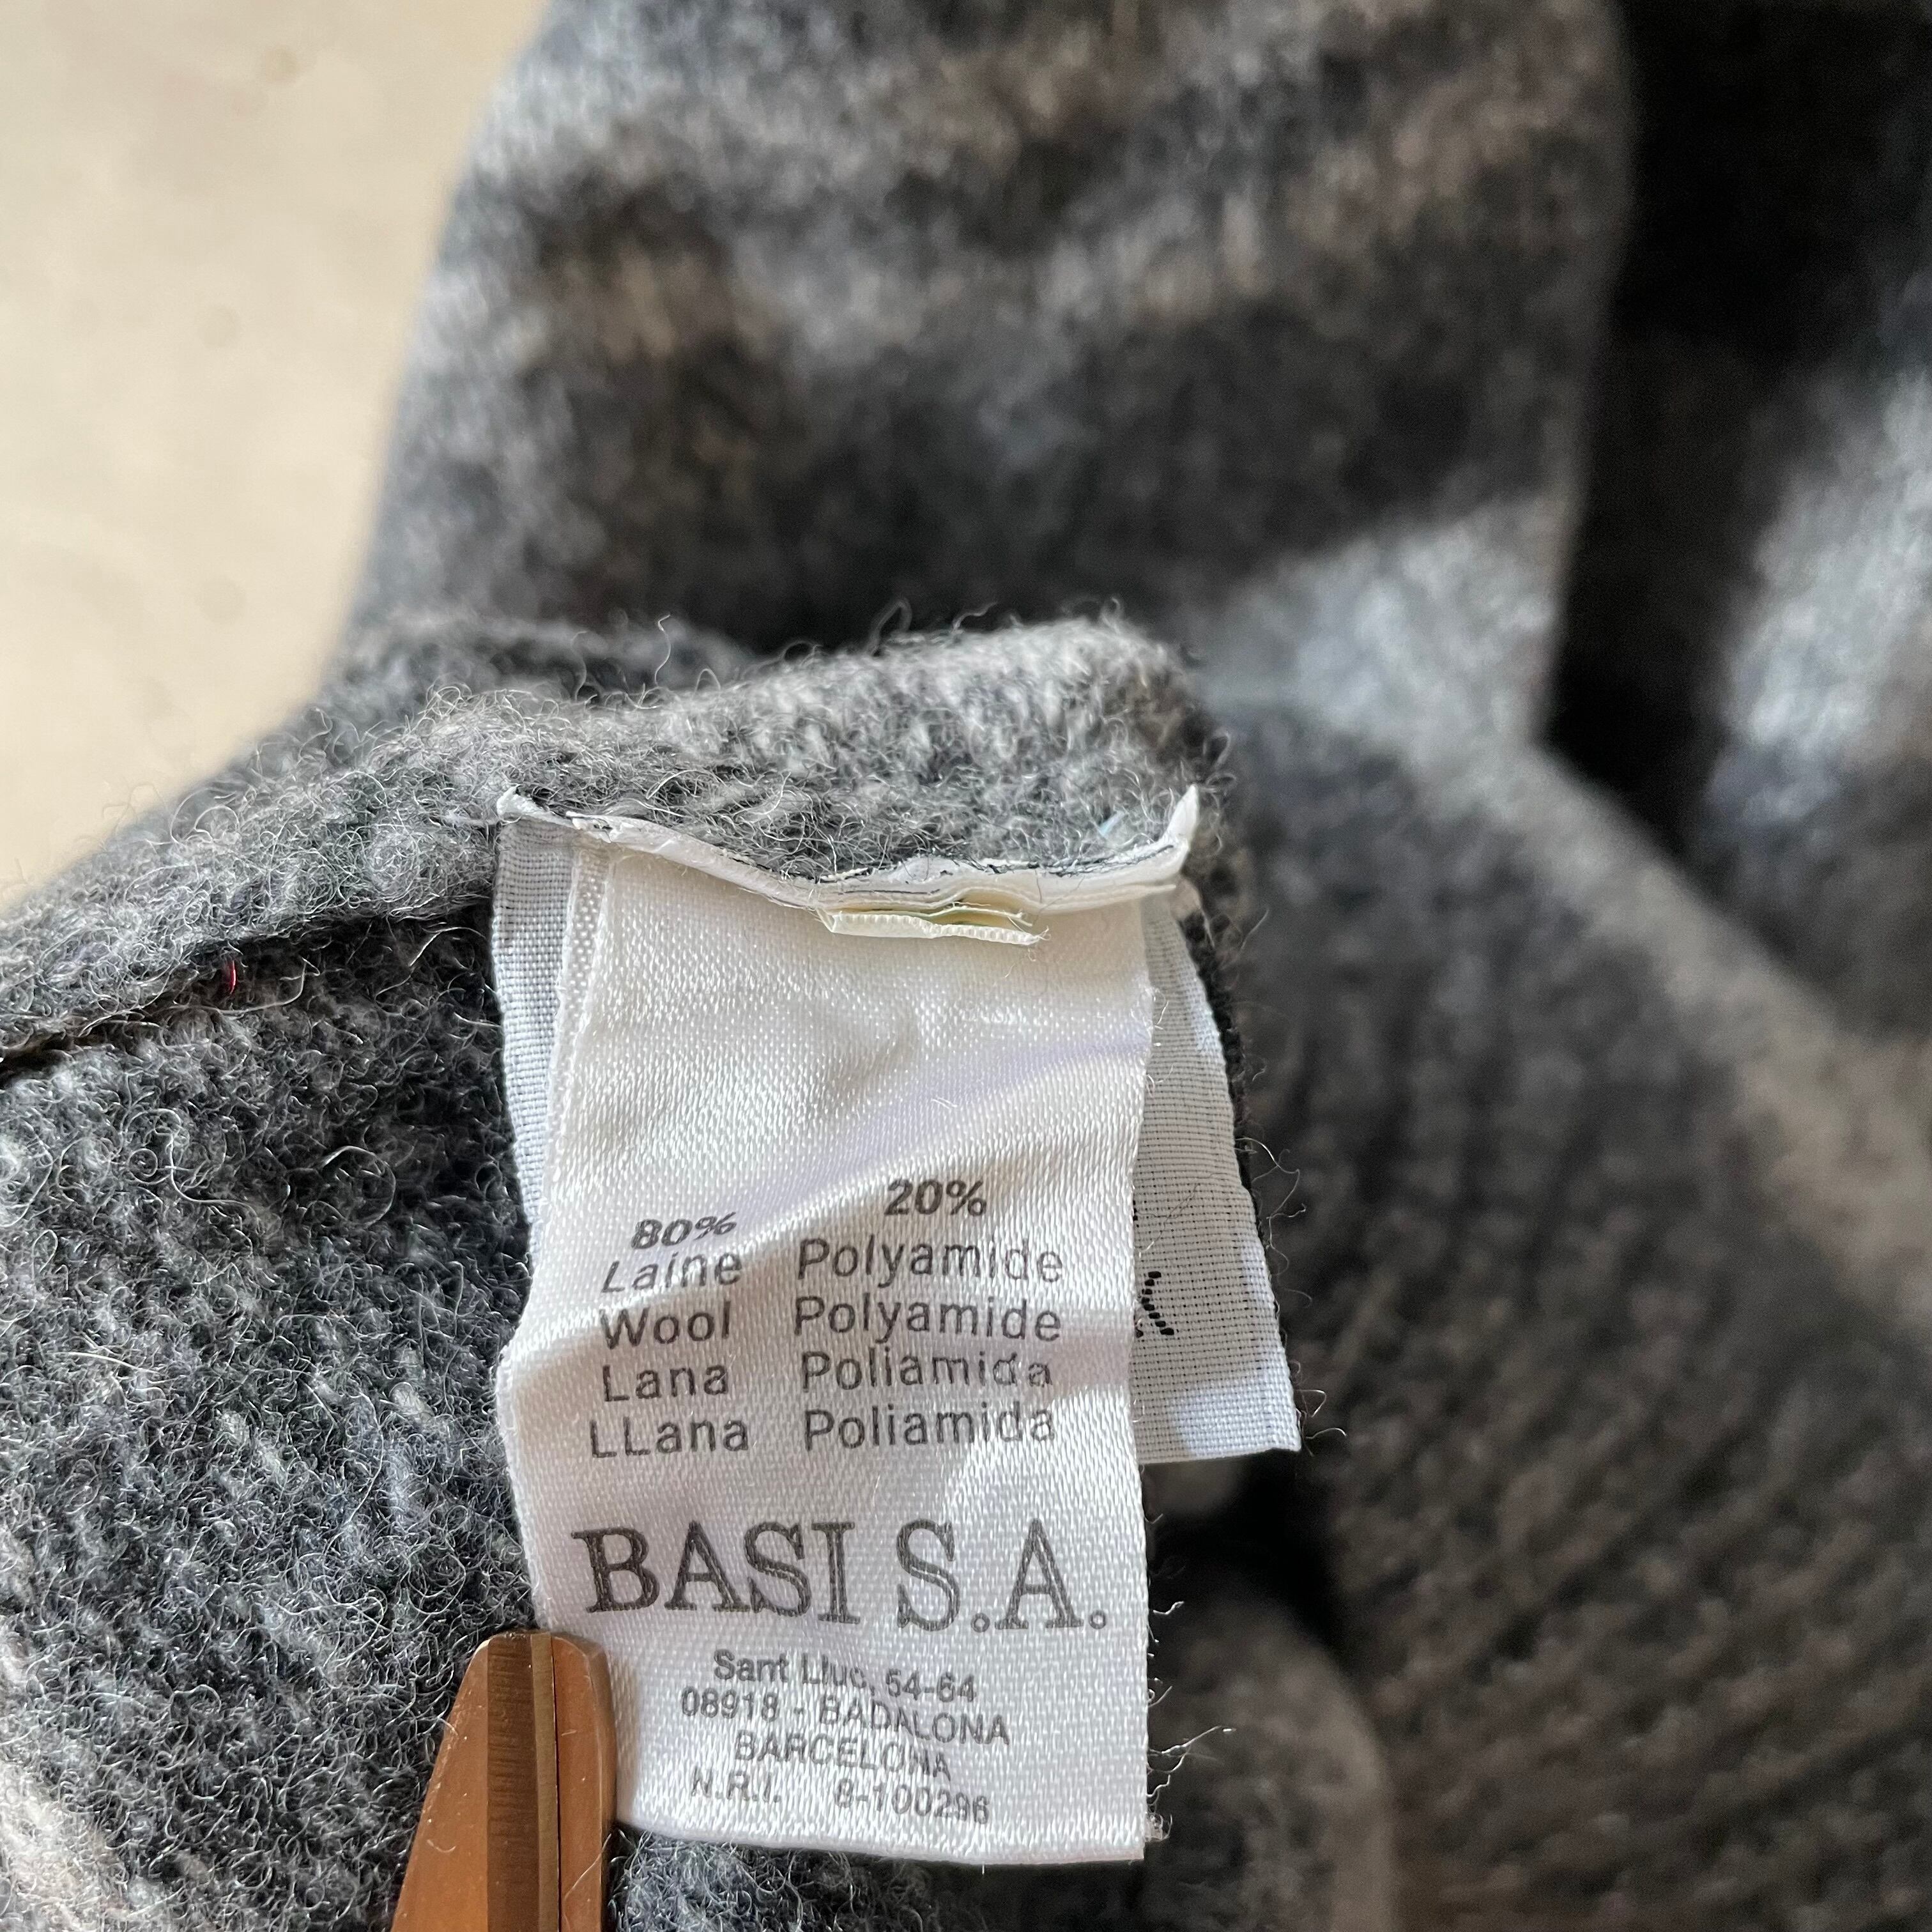 80% 20%
Laine Polyamide
Wool Polyamide
Lana Poliamida
LLana Poliamida
BASI S.A.
Sant Lluc, 54-64
08918 - BADALONA
BARCELONA
N.R.I. 8-100296
K